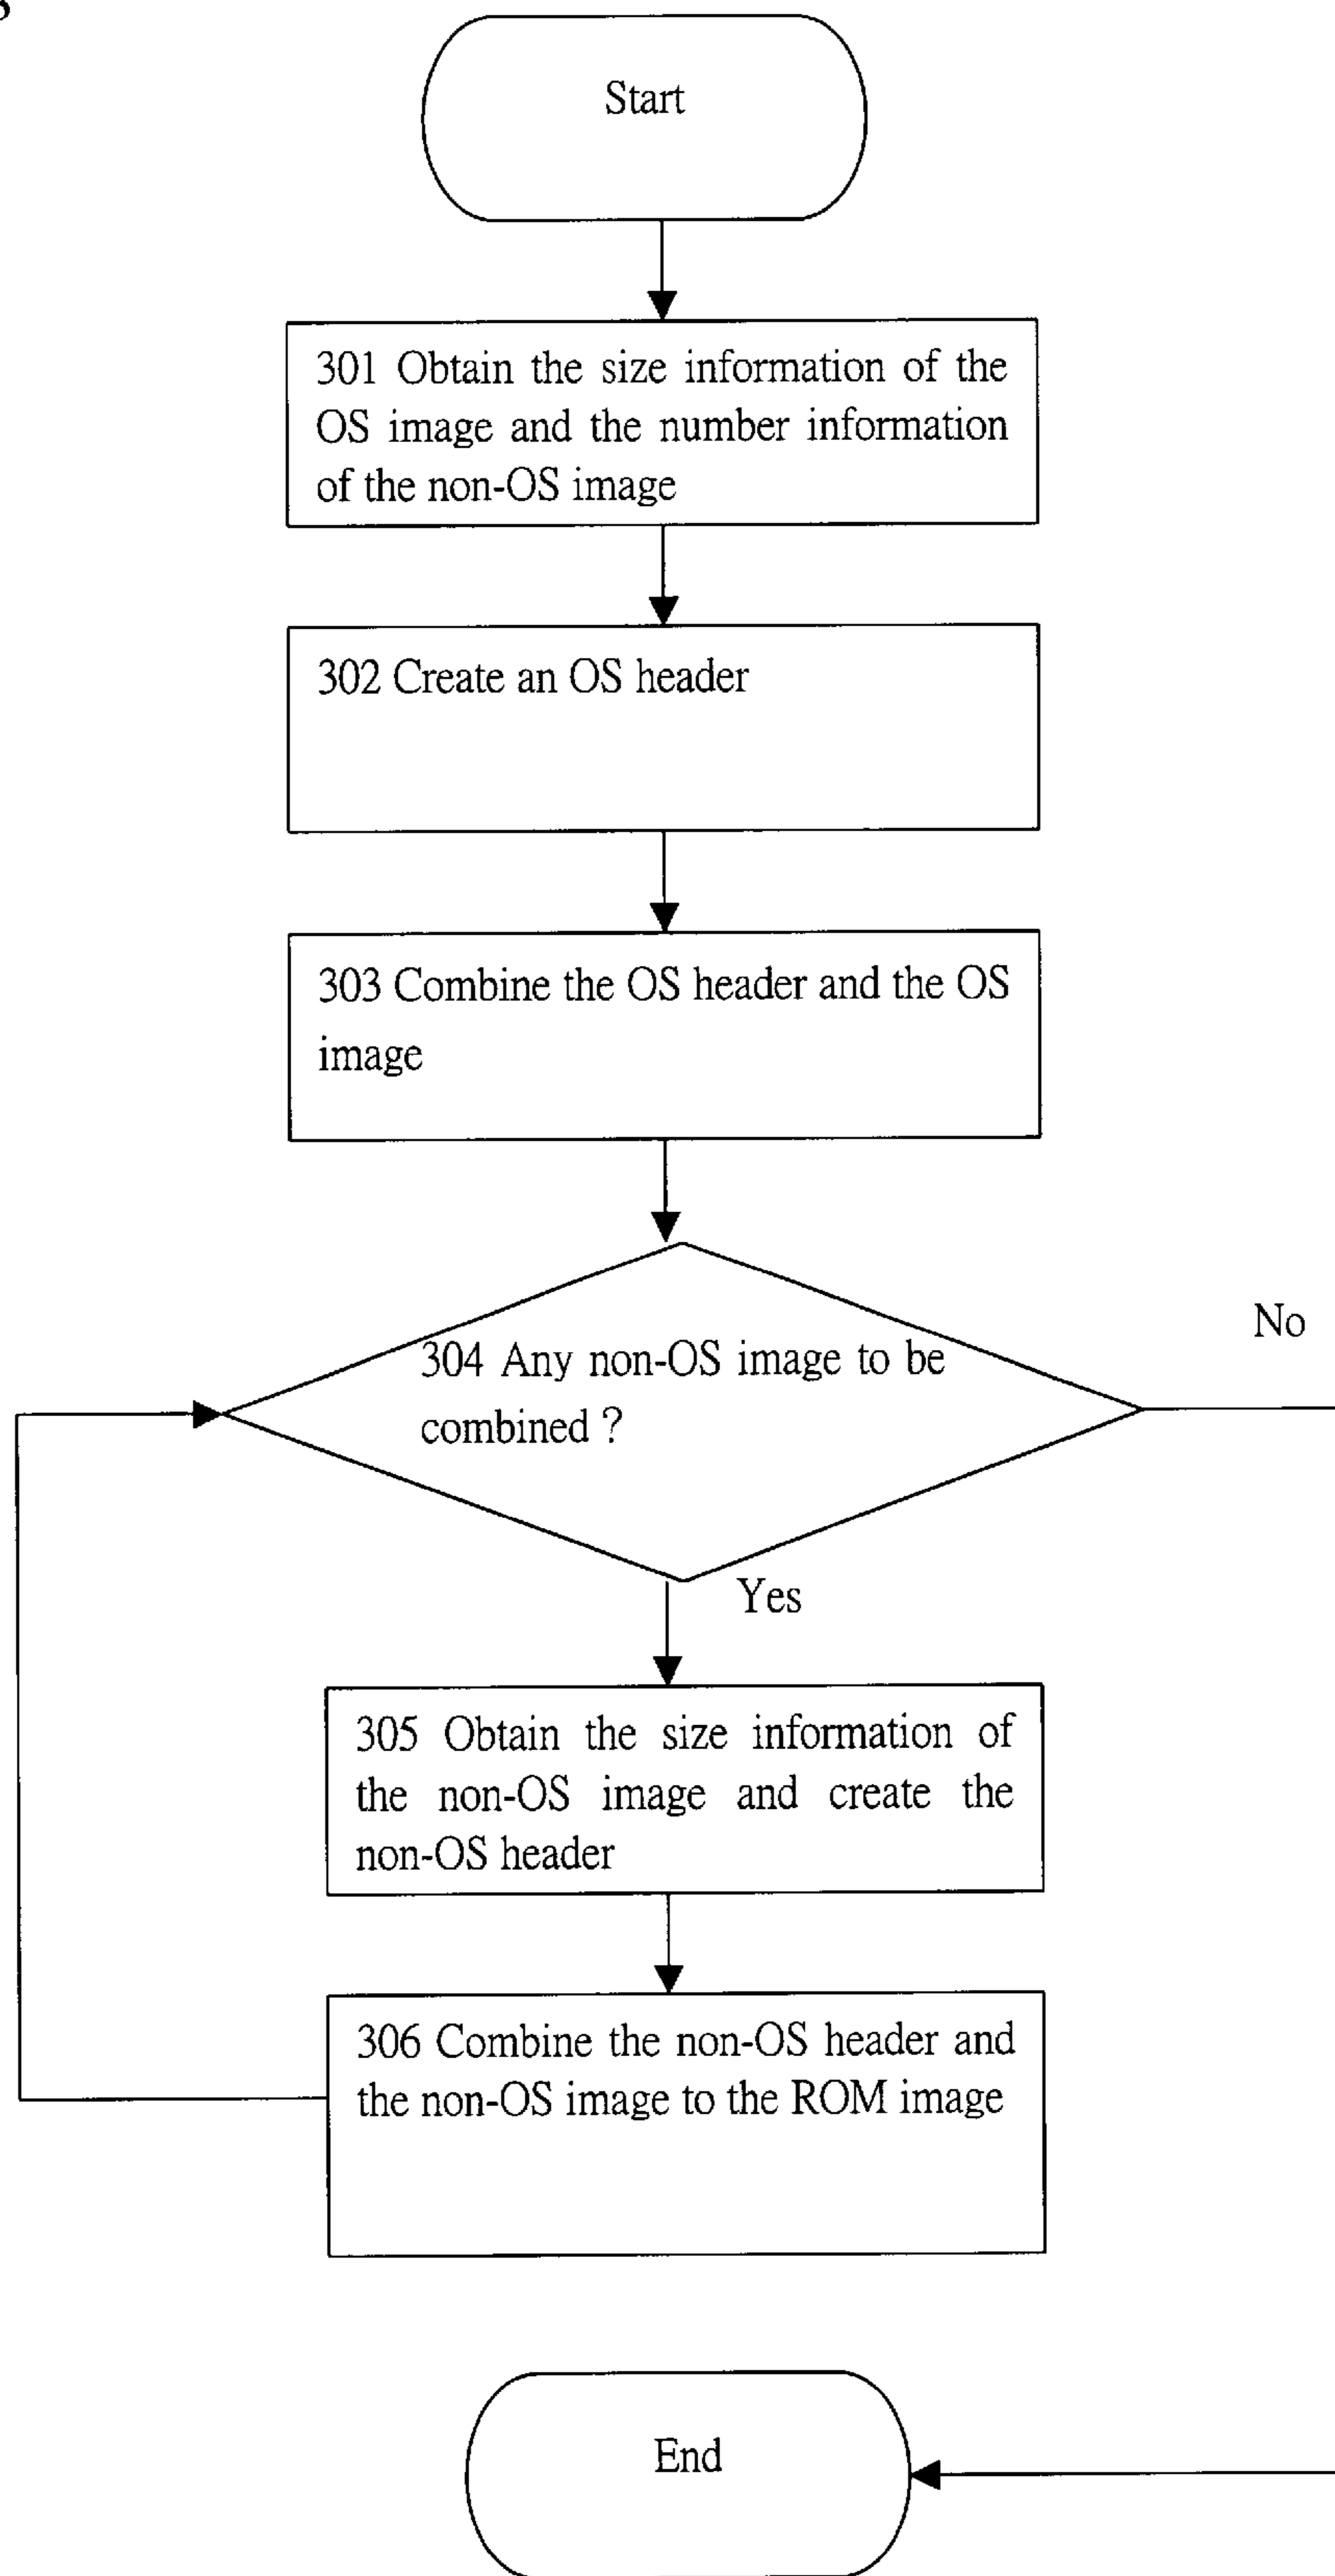 Start
301 Obtain the size information of the
OS image and the number information
of the non-OS image
302 Create an OS header
303 Combine the OS header and the OS
image
No
304 Any non-OS image to be
combined ?
Yes
305 Obtain the size information of
the non-OS image and create the
non-OS header
306 Combine the non-OS header and
the non-OS image to the ROM image
End